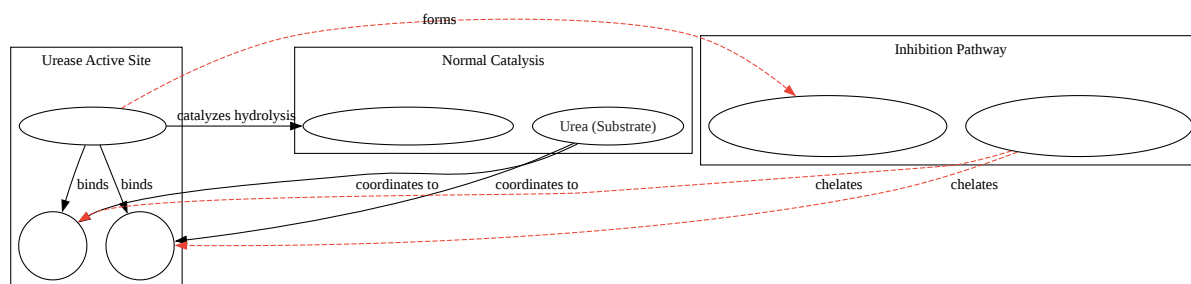 forms
Urease Active Site
Normal Catalysis
Inhibition Pathway
catalyzes hydrolysis
Urea (Substrate)
binds
binds
coordinates to
coordinates to
chelates
chelates